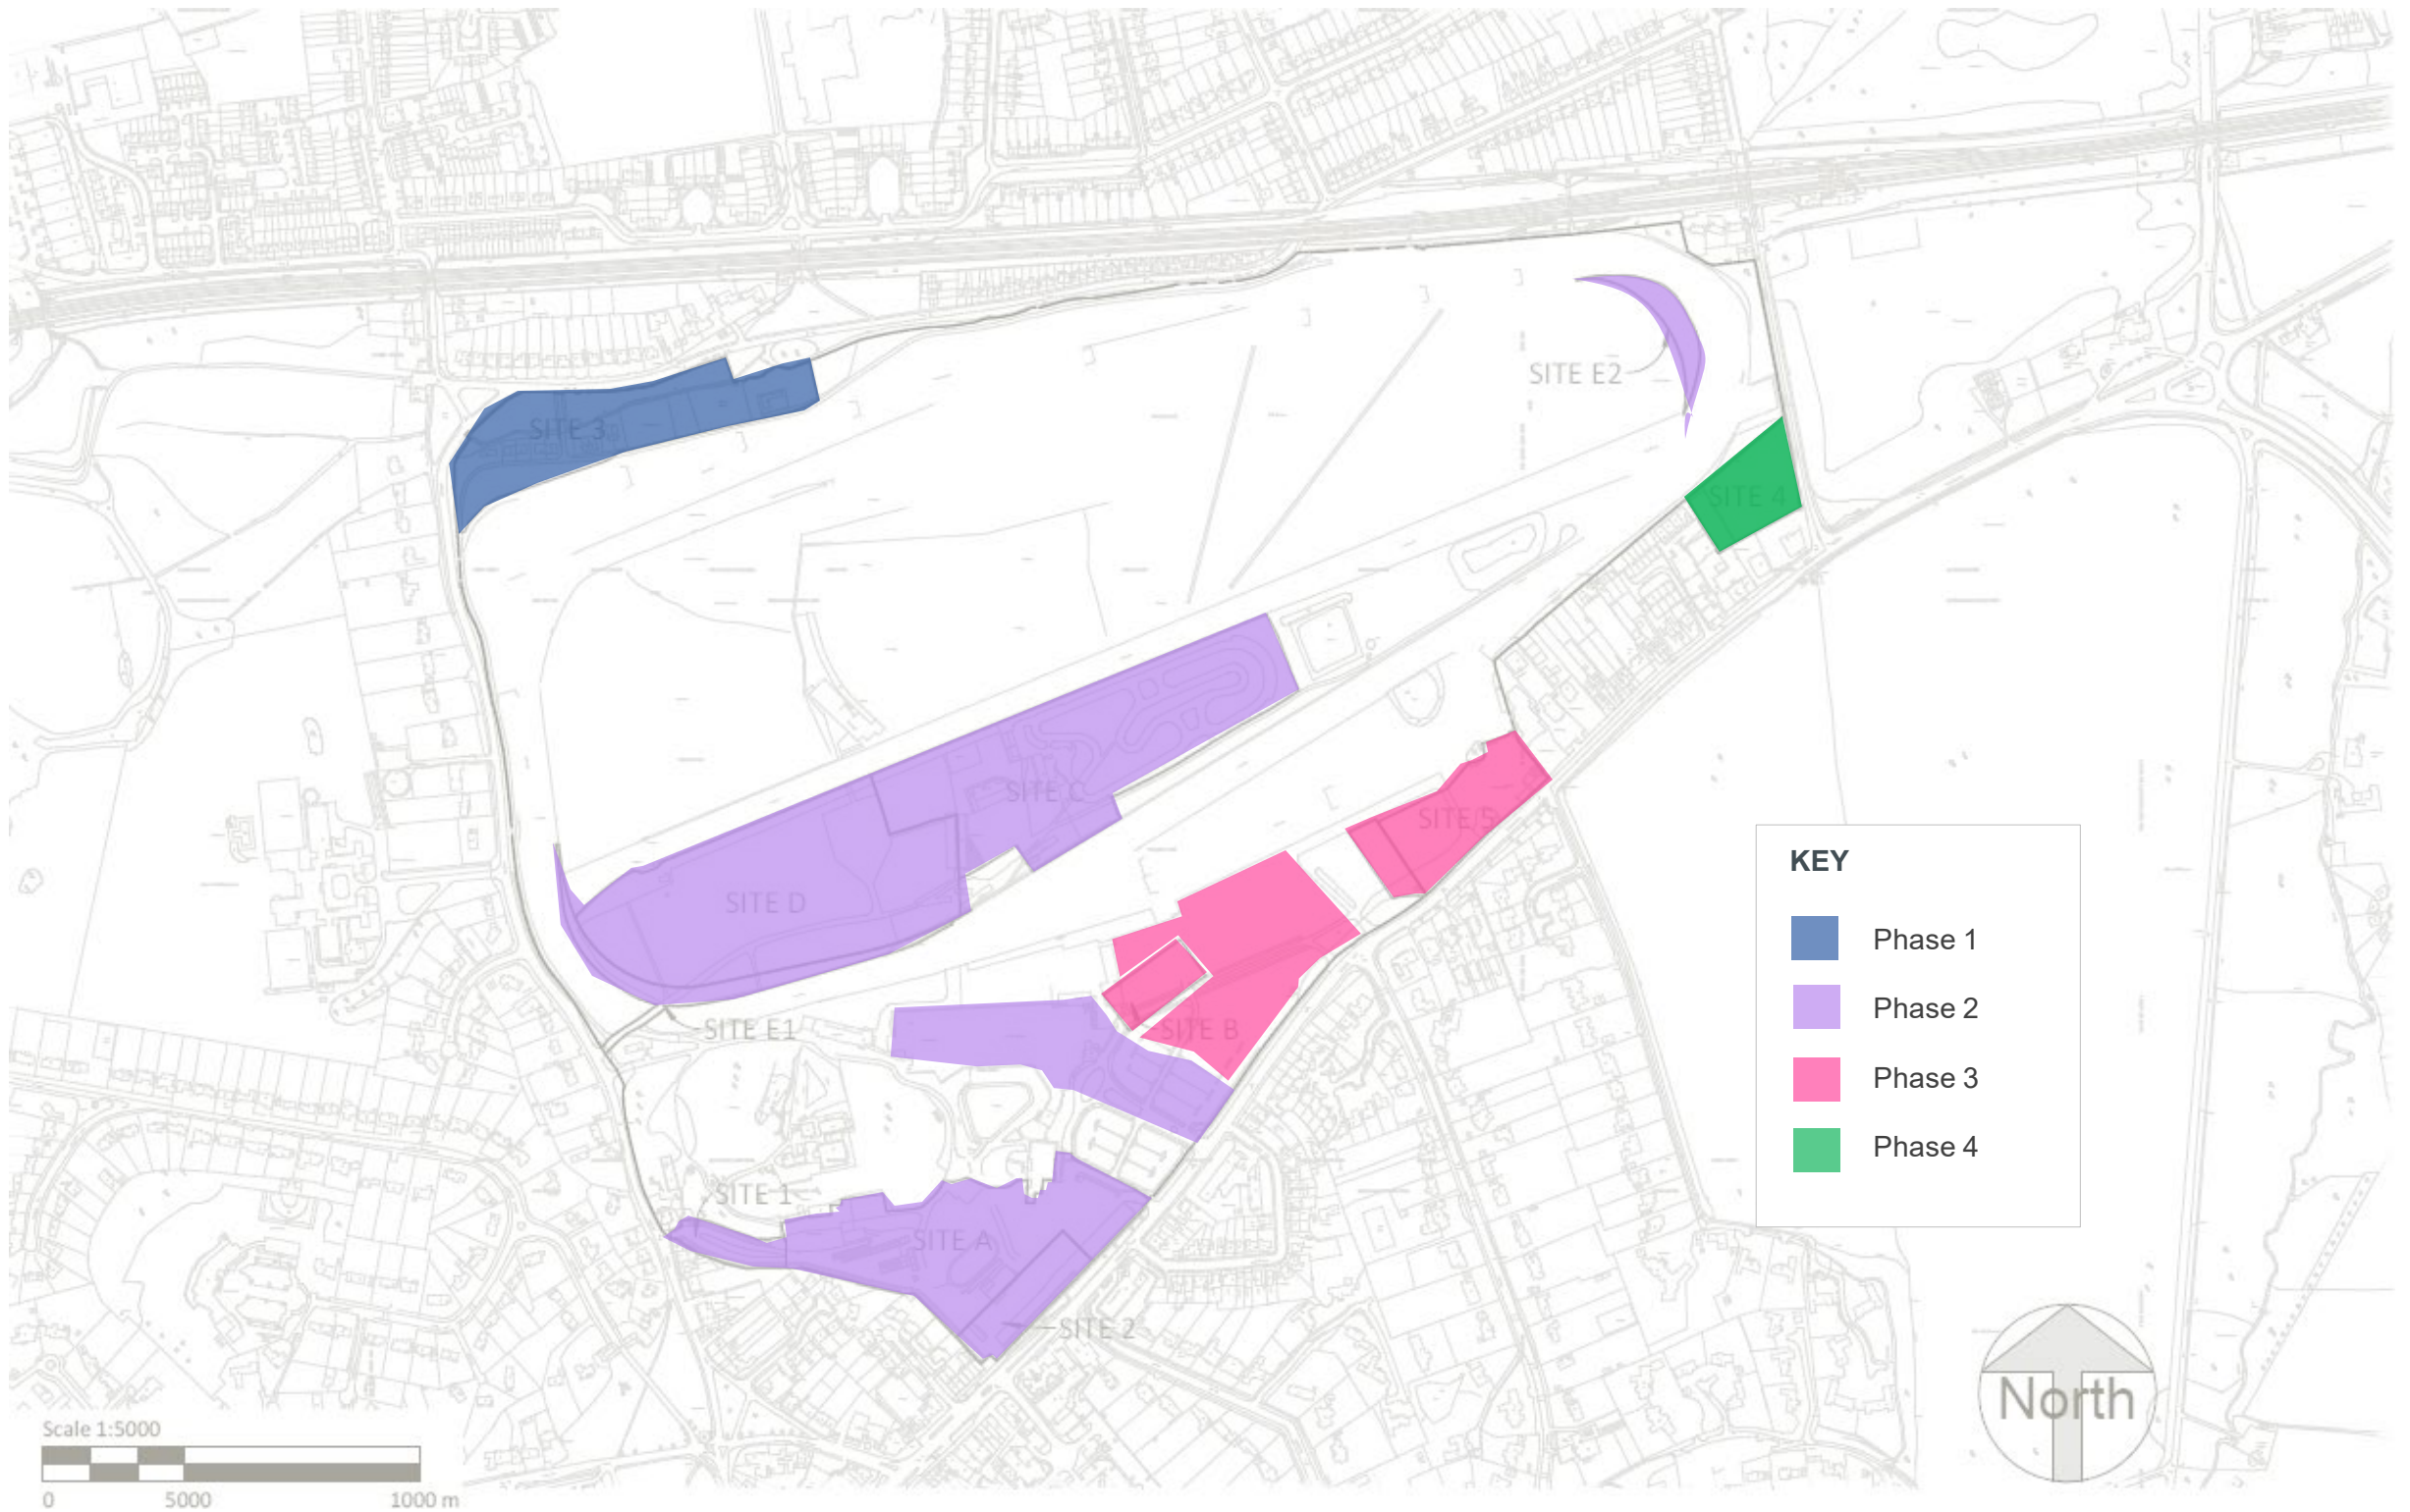 SITE E2
SITE 3
SITE 4
SITE C
SITE 5
SITE D
KEY
Phase 1
Phase 2
Phase 3
Phase 4
SITE E1
SITE B
SITE 1
SITE A
SITE 2
North
Scale 1:5000
0 5000 1000 m